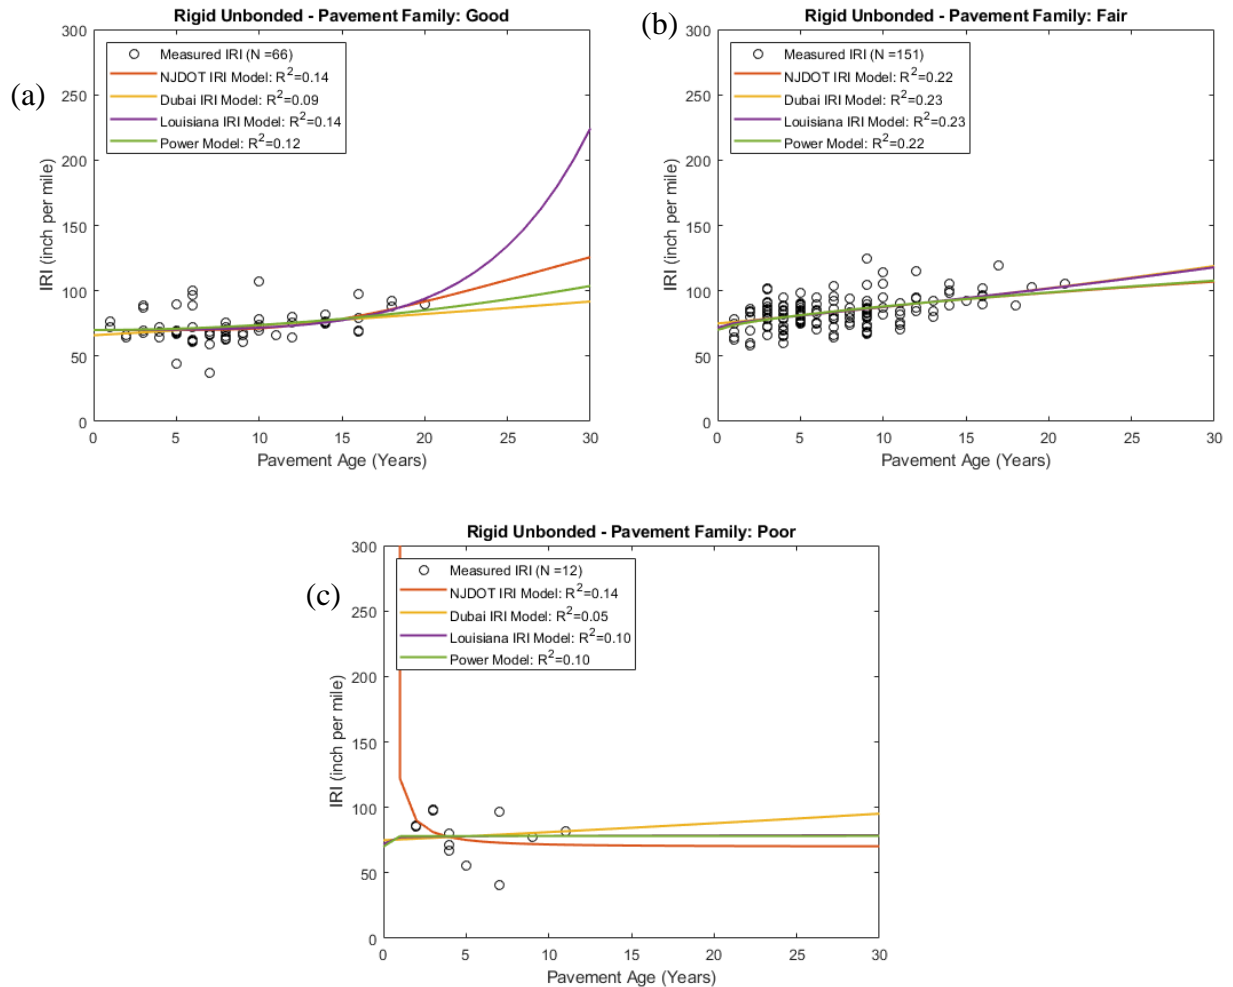 Rigid Unbonded - Pavement Family: Good
(a)
300
250
200
150
100
50
0
IRI (inch per mile)
Measured IRI (N =66)
NJDOT IRI Model: R²=0.14
Dubai IRI Model: R²=0.09
Louisiana IRI Model: R²=0.14
Power Model: R²=0.12
0 5 10 15 20 25 30
Pavement Age (Years)
Rigid Unbonded - Pavement Family: Fair
(b)
300
250
200
150
100
50
0
IRI (inch per mile)
Measured IRI (N =151)
NJDOT IRI Model: R²=0.22
Dubai IRI Model: R²=0.23
Louisiana IRI Model: R²=0.23
Power Model: R²=0.22
0 5 10 15 20 25 30
Pavement Age (Years)
Rigid Unbonded - Pavement Family: Poor
(c)
300
250
200
150
100
50
0
IRI (inch per mile)
Measured IRI (N =12)
NJDOT IRI Model: R²=0.14
Dubai IRI Model: R²=0.05
Louisiana IRI Model: R²=0.10
Power Model: R²=0.10
0 5 10 15 20 25 30
Pavement Age (Years)